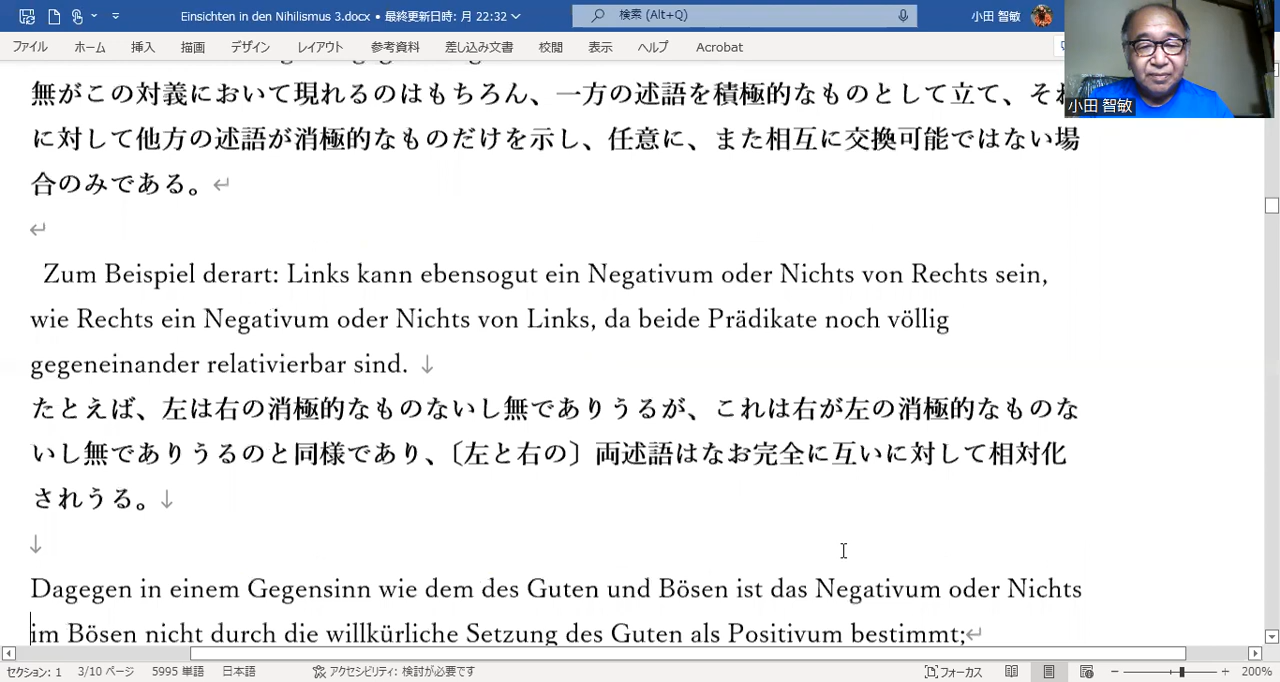 Einsichten in den Nihilismus 3.docx • 最終更新日時: 月 22:32
検索 (Alt+Q)
小田 智敏
ファイル ホーム 挿入 描画 デザイン レイアウト 参考資料 差し込み文書 校閲 表示 ヘルプ Acrobat
小田 智敏
無がこの対義において現れるのはもちろん、一方の述語を積極的なものとして立て、それ
に対して他方の述語が消極的なものだけを示し、任意に、また相互に交換可能ではない場
合のみである。
Zum Beispiel derart: Links kann ebensogut ein Negativum oder Nichts von Rechts sein,
wie Rechts ein Negativum oder Nichts von Links, da beide Prädikate noch völlig
gegeneinander relativierbar sind.
たとえば、左は右の消極的なものないし無でありうるが、これは右が左の消極的なものな
いし無でありうるのと同様であり、〔左と右の〕両述語はなお完全に互いに対して相対化
されうる。
Dagegen in einem Gegensinn wie dem des Guten und Bösen ist das Negativum oder Nichts
im Bösen nicht durch die willkürliche Setzung des Guten als Positivum bestimmt;
セクション: 1 3/10 ページ 5995 単語 日本語 アクセシビリティ: 検討が必要です フォーカス 200%